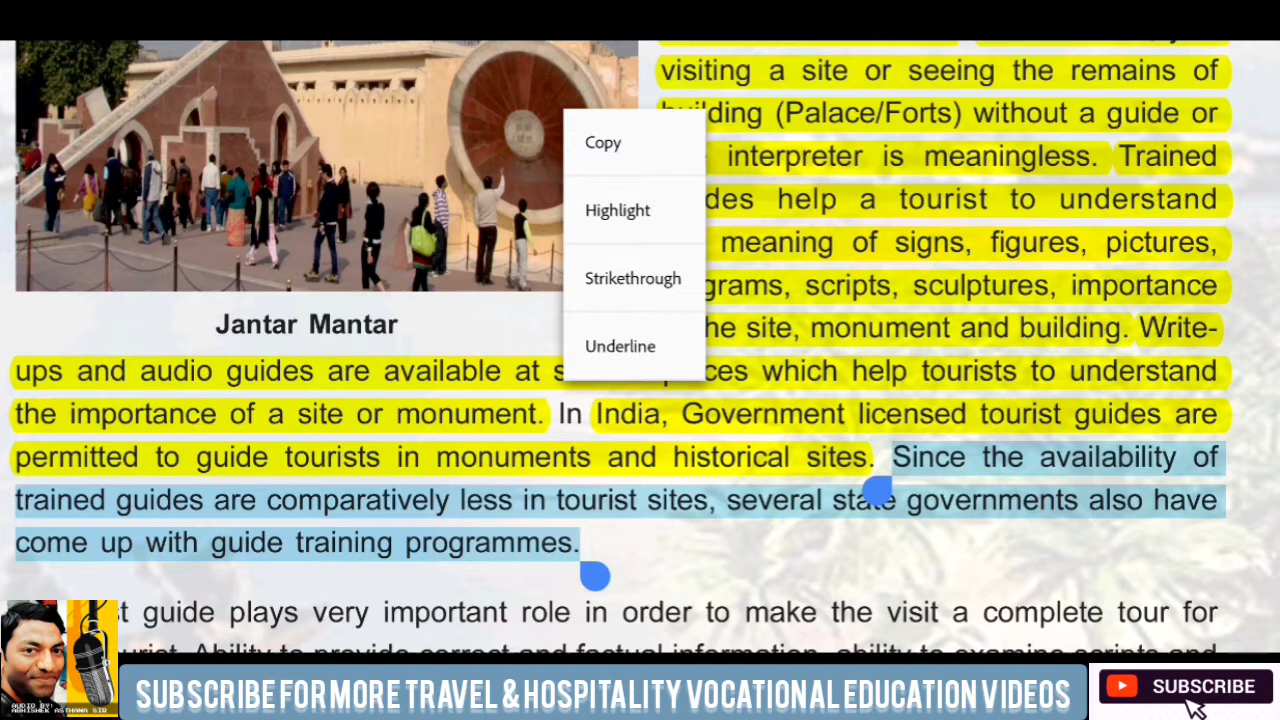 visiting a site or seeing the remains of
(Palace/Forts) without a guide or
interpreter is meaningless. Trained
help a tourist to understand
meaning of signs, figures, pictures,
scripts, sculptures, importance
site, monument and building. Write-
ups and audio guides are available at which help tourists to understand
the importance of a site or monument. In India, Government licensed tourist guides are
permitted to guide tourists in monuments and historical sites. Since the availability of
trained guides are comparatively less in tourist sites, several state governments also have
come up with guide training programmes.
guide plays very important role in order to make the visit a complete tour for
Jantar Mantar
Copy
Highlight
Strikethrough
Underline
AUDIO BY:
ABHISHEK ASTHANA SIR
SUBSCRIBE FOR MORE TRAVEL & HOSPITALITY VOCATIONAL EDUCATION VIDEOS
SUBSCRIBE